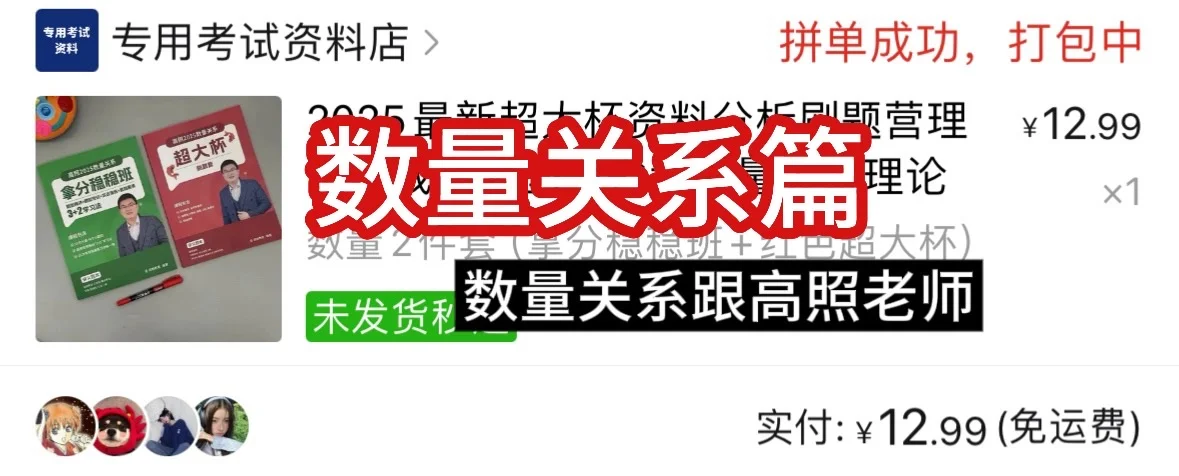 专用考试
资料
专用考试资料店
拼单成功，打包中
2025最新超大杯资料分析刷题营理
理论
¥12.99
×1
数量关系篇
数量2件套(拿分稳稳班+红色超大杯)
未发货秒
数量关系跟高照老师
高照2025数量关系
拿分稳稳班
3+2学习法
超大杯
实付:¥12.99(免运费)